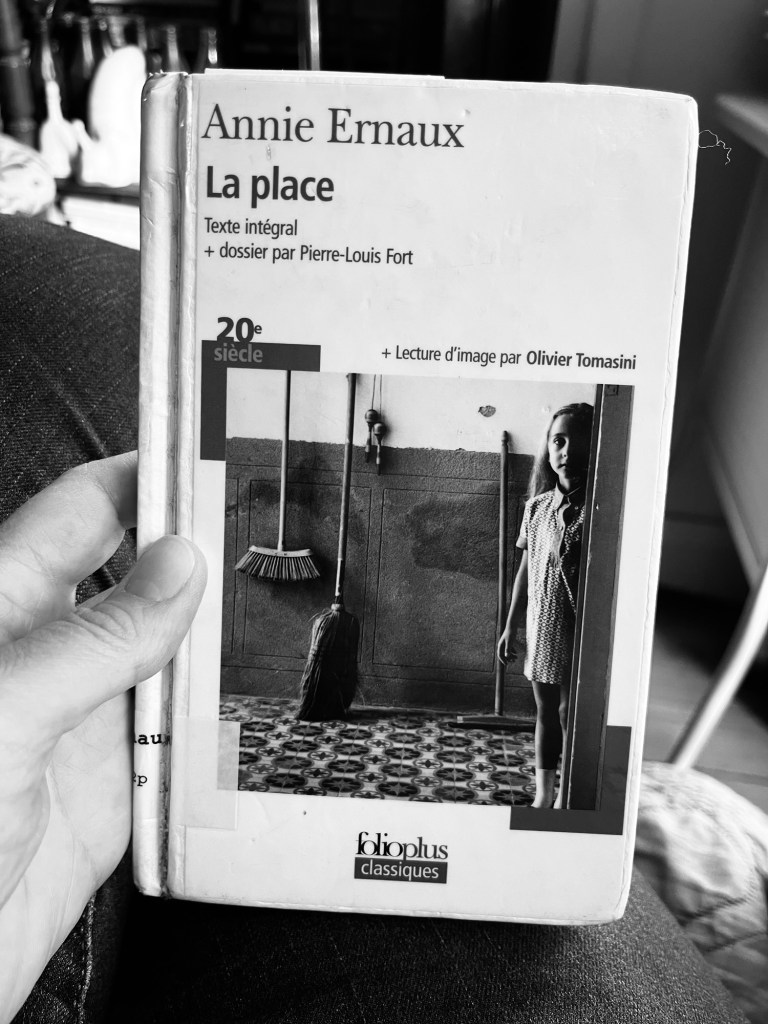 Annie Ernaux
La place
Texte intégral
+ dossier par Pierre-Louis Fort
20e
siècle
+ Lecture d'image par Olivier Tomasini
folioplus
classiques